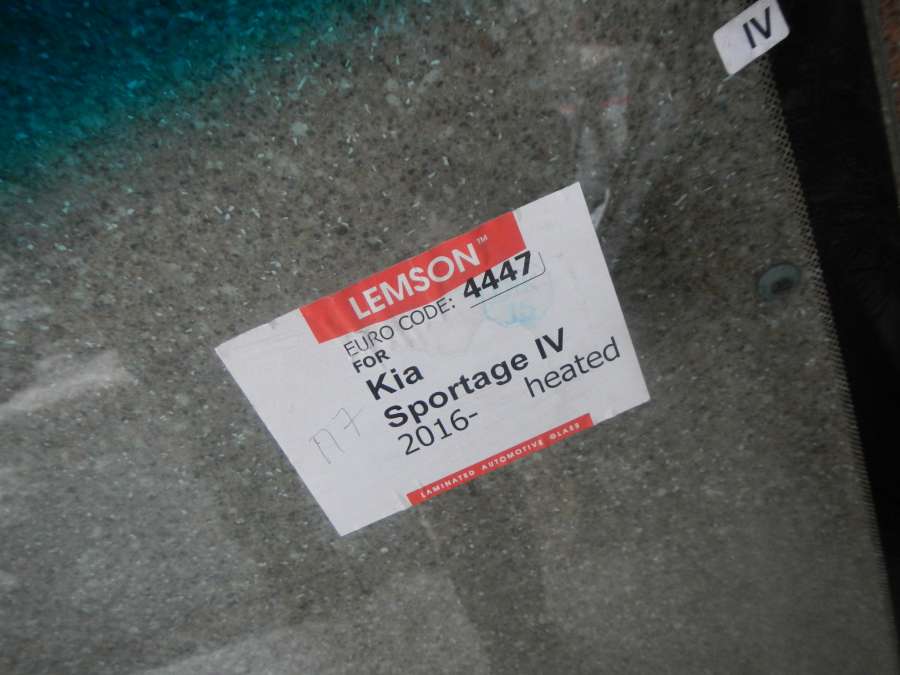 IV
LEMSON™
EURO CODE: 4447
FOR
Kia
Sportage IV
2016- heated
LAMINATED AUTOMOTIVE GLASS